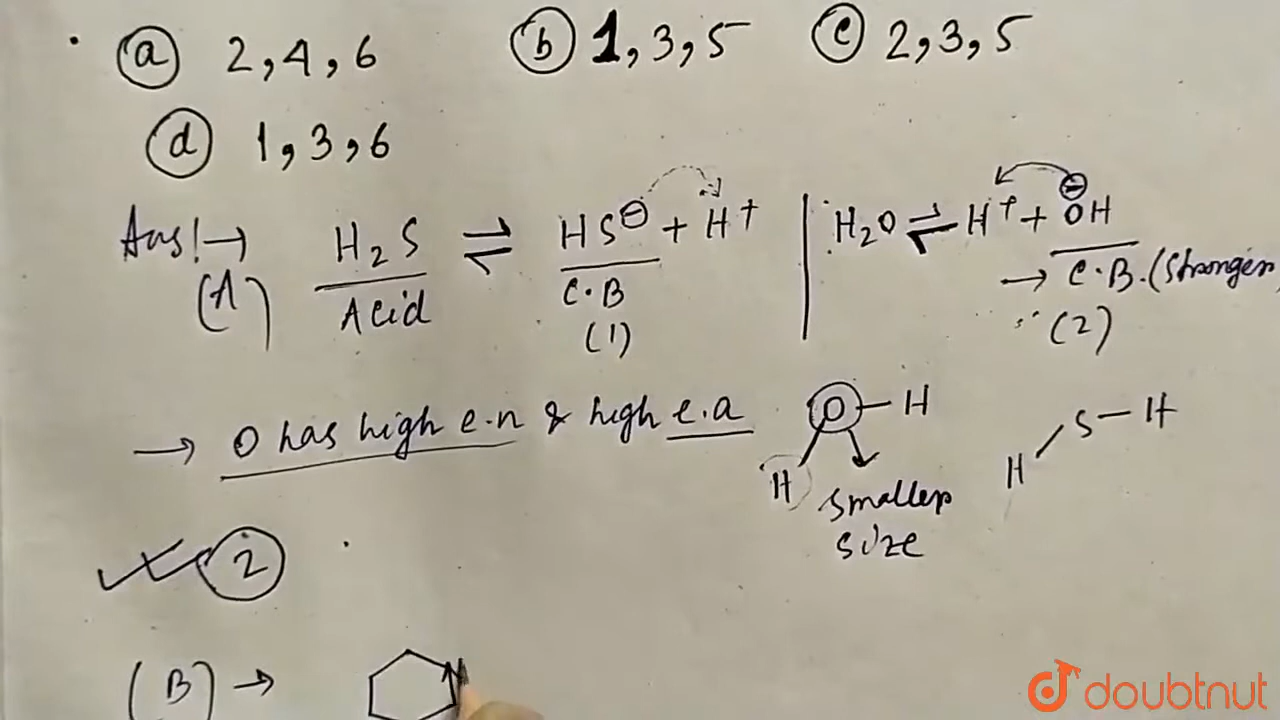 (a) 2,4,6 (b) 1,3,5 (c) 2,3,5
(d) 1,3,6
Ans!→ H₂S ⇌ HS⊖ + H⁺ | H₂O ⇌ H⁺ + ⊖OH
(A) Acid C·B → C·B.(Stronger)
(1) (2)
→ O has high e.n & high e.a
O–H S–H
H H
smaller
size
2
(B) →
doubtnut